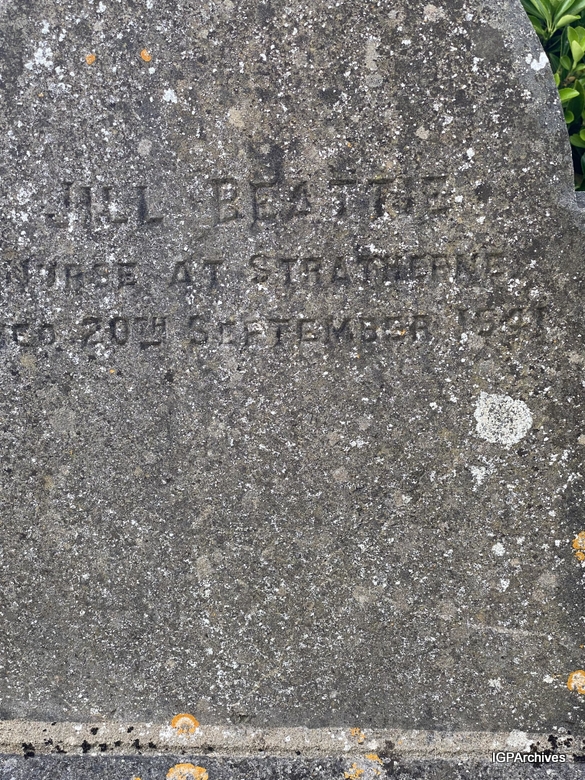 JILL BEATTIE
NURSE AT STRATHERNE
20TH SEPTEMBER
IGPArchives